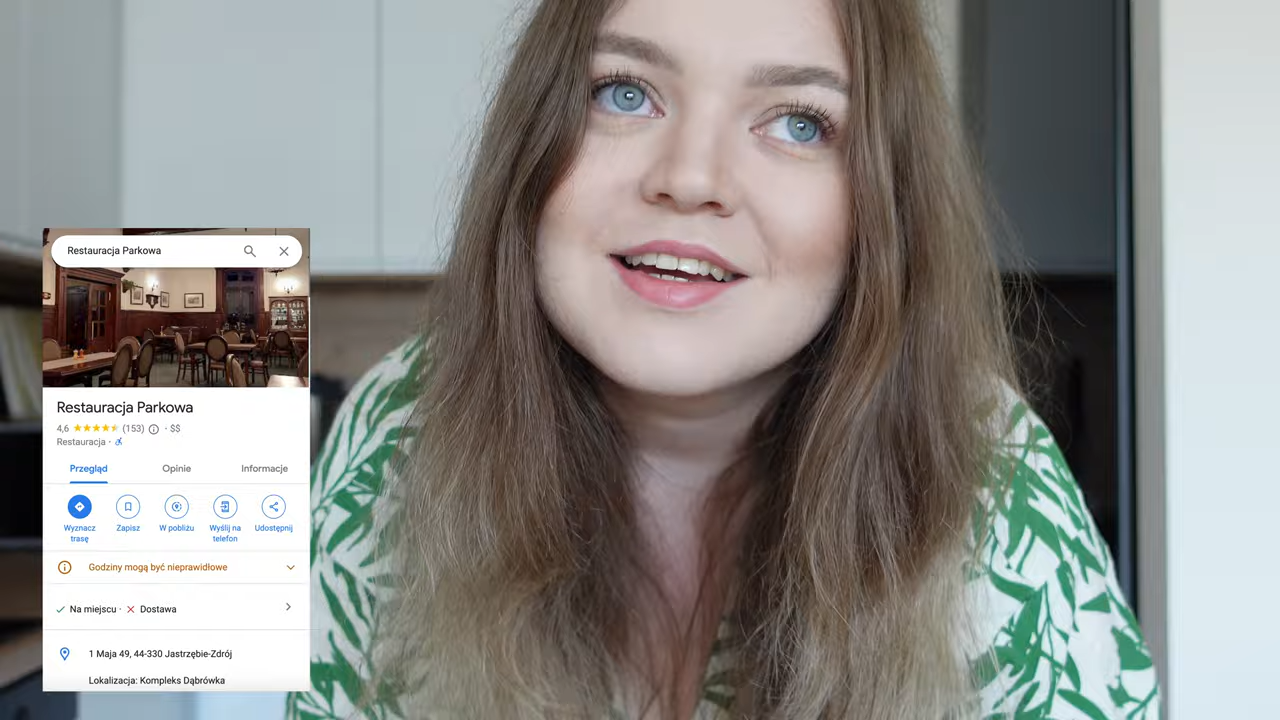 Restauracja Parkowa
Restauracja Parkowa
4,6 (153) · $$
Restauracja ·
Przegląd Opinie Informacje
Wyznacz trasę
Zapisz
W pobliżu
Wyślij na telefon
Udostępnij
Godziny mogą być nieprawidłowe
Na miejscu · Dostawa
1 Maja 49, 44-330 Jastrzębie-Zdrój
Lokalizacja: Kompleks Dąbrówka